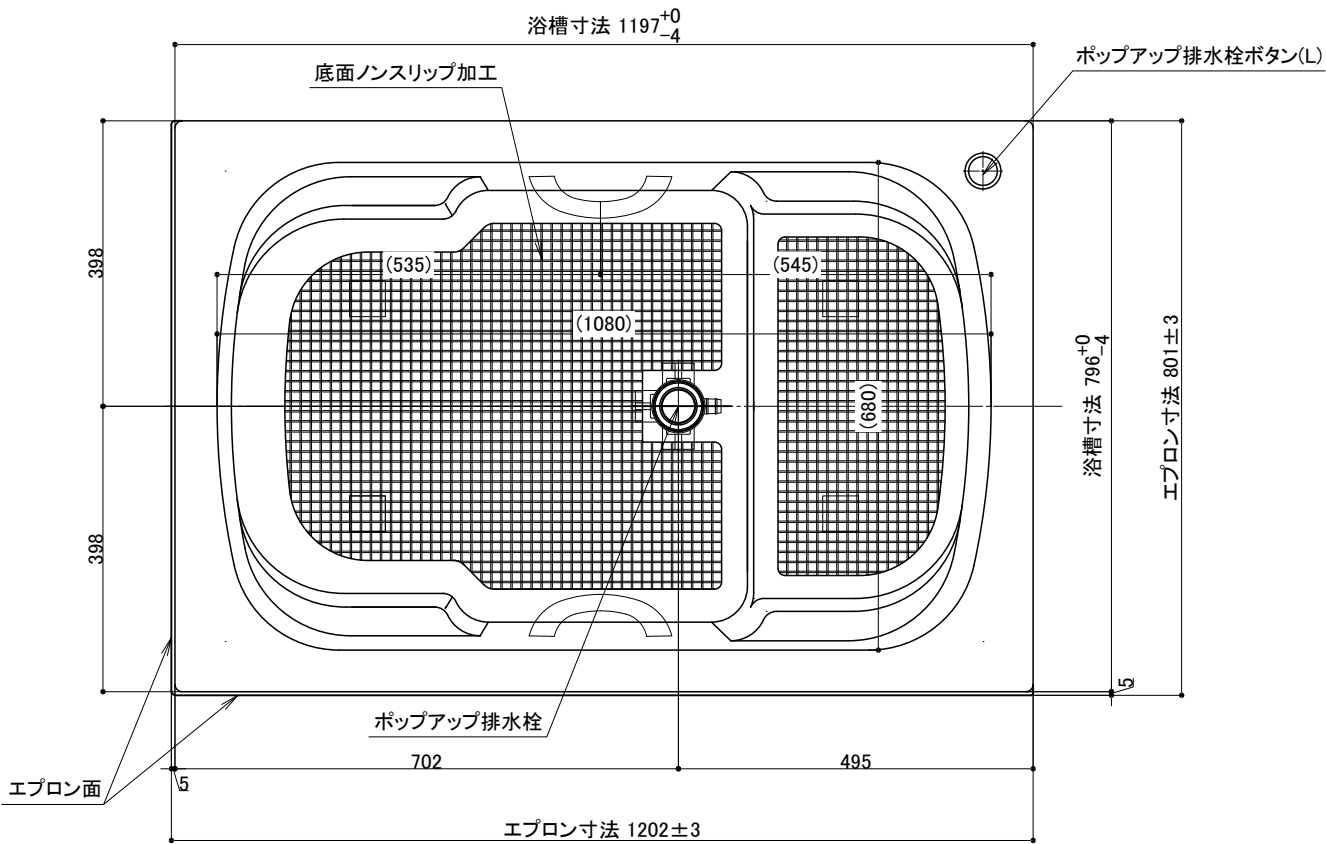 浴槽寸法 1197 +0 -4
ポップアップ排水栓ボタン(L)
底面ノンスリップ加工
398
(535)
(545)
(1080)
(680)
浴槽寸法 796 +0 -4
エプロン寸法 801±3
398
5
ポップアップ排水栓
702
495
エプロン面
5
エプロン寸法 1202±3